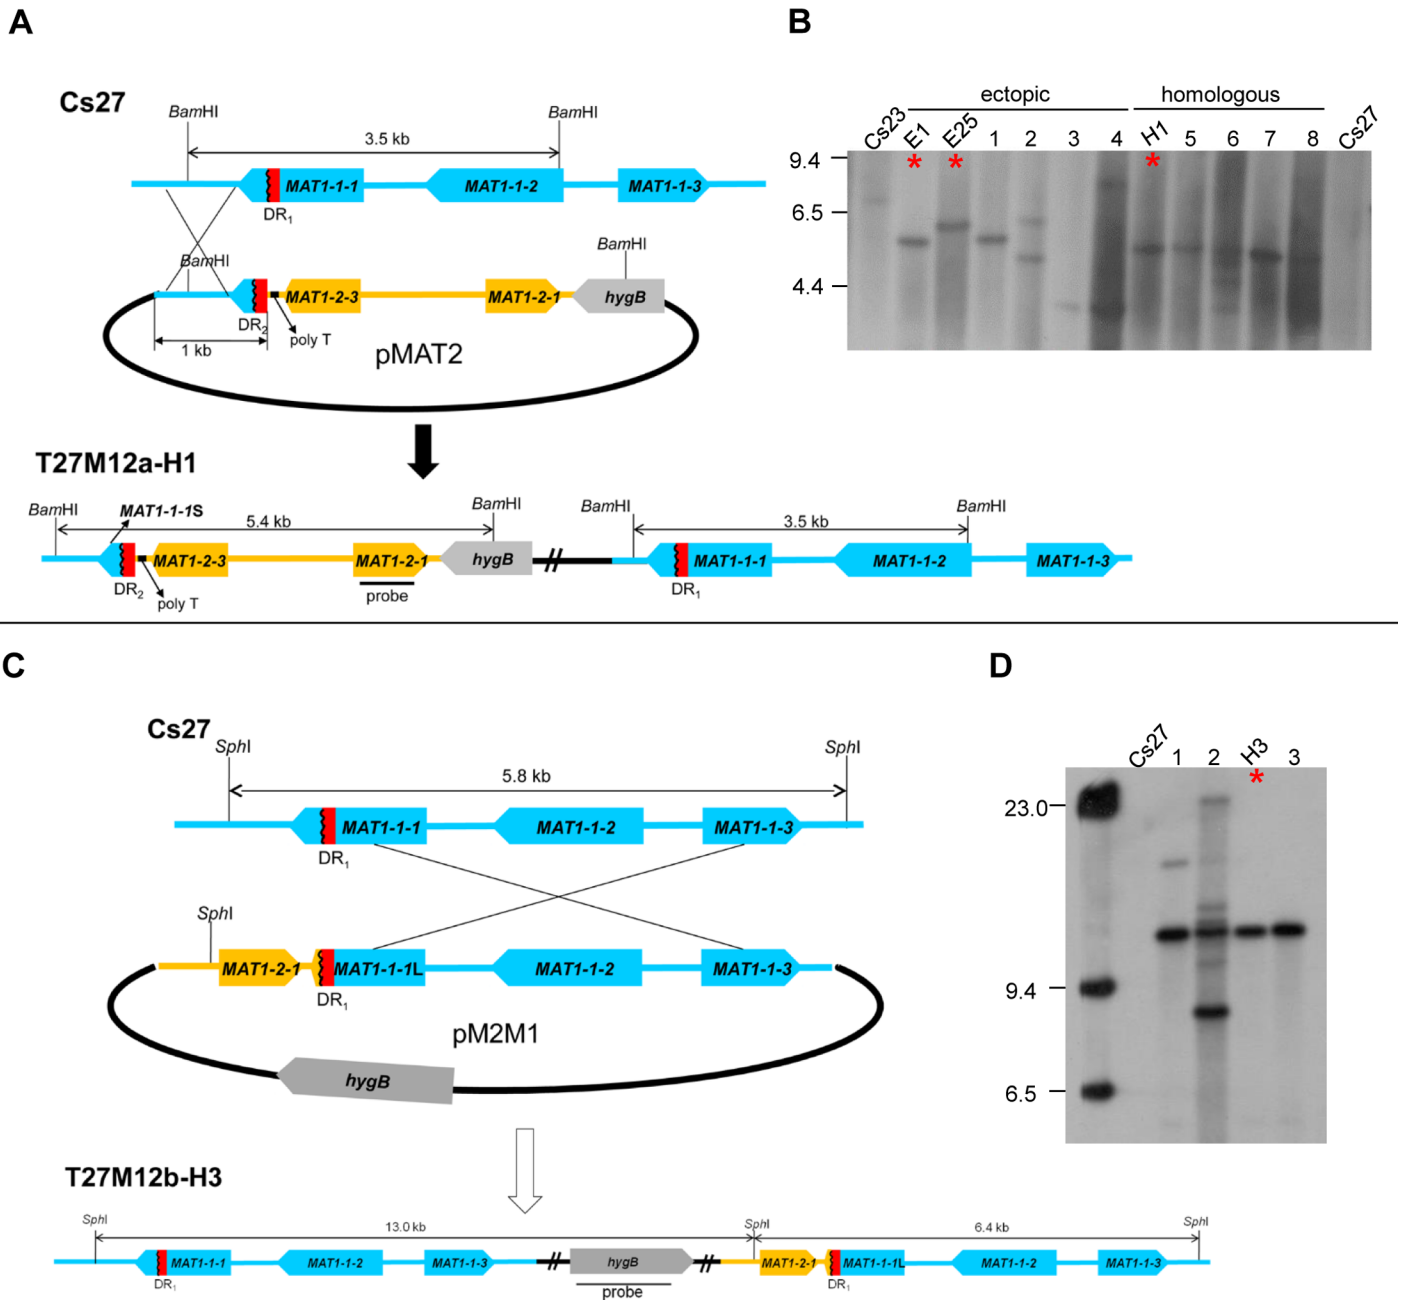 A
Cs27
BamHI
BamHI
3.5 kb
MAT1-1-1
MAT1-1-2
MAT1-1-3
DR1
BamHI
BamHI
MAT1-2-3
MAT1-2-1
hygB
DR2
poly T
1 kb
pMAT2
T27M12a-H1
BamHI
MAT1-1-1S
5.4 kb
BamHI
BamHI
3.5 kb
BamHI
MAT1-2-3
MAT1-2-1
hygB
MAT1-1-1
MAT1-1-2
MAT1-1-3
DR2
poly T
probe
DR1
B
ectopic
homologous
Cs23 E1 E25 1 2 3 4 H1 5 6 7 8 Cs27
* * *
9.4
6.5
4.4
C
Cs27
SphI
SphI
5.8 kb
MAT1-1-1
MAT1-1-2
MAT1-1-3
DR1
SphI
MAT1-2-1
MAT1-1-1L
MAT1-1-2
MAT1-1-3
DR1
pM2M1
hygB
T27M12b-H3
SphI
13.0 kb
SphI
6.4 kb
SphI
MAT1-1-1
MAT1-1-2
MAT1-1-3
hygB
MAT1-2-1
MAT1-1-1L
MAT1-1-2
MAT1-1-3
DR1
probe
DR1
D
Cs27 1 2 H3 3
*
23.0
9.4
6.5